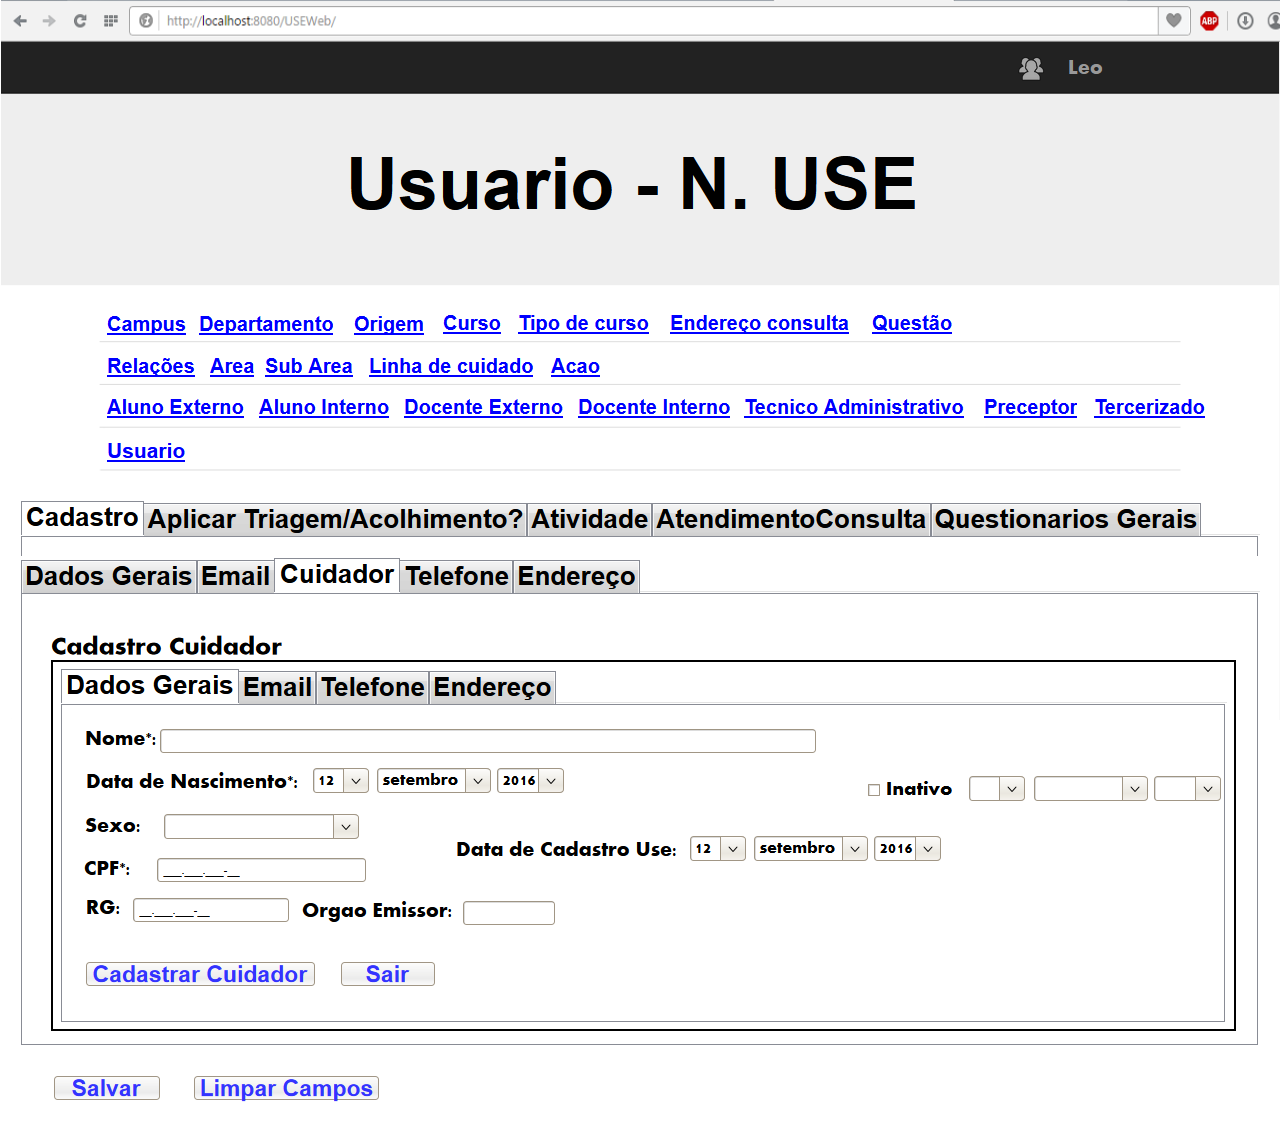 http://localhost:8080/USEWeb/
ABP
Leo
Usuario - N. USE
Campus Departamento Origem Curso Tipo de curso Endereço consulta Questão
Relações Area Sub Area Linha de cuidado Acao
Aluno Externo Aluno Interno Docente Externo Docente Interno Tecnico Administrativo Preceptor Tercerizado
Usuario
Cadastro Aplicar Triagem/Acolhimento? Atividade AtendimentoConsulta Questionarios Gerais
Dados Gerais Email Cuidador Telefone Endereço
Cadastro Cuidador
Dados Gerais Email Telefone Endereço
Nome*:
Data de Nascimento*: 12 setembro 2016
Inativo
Sexo:
Data de Cadastro Use: 12 setembro 2016
CPF*: ___.___.___-__
RG: __.___.___-__ Orgao Emissor:
Cadastrar Cuidador Sair
Salvar Limpar Campos